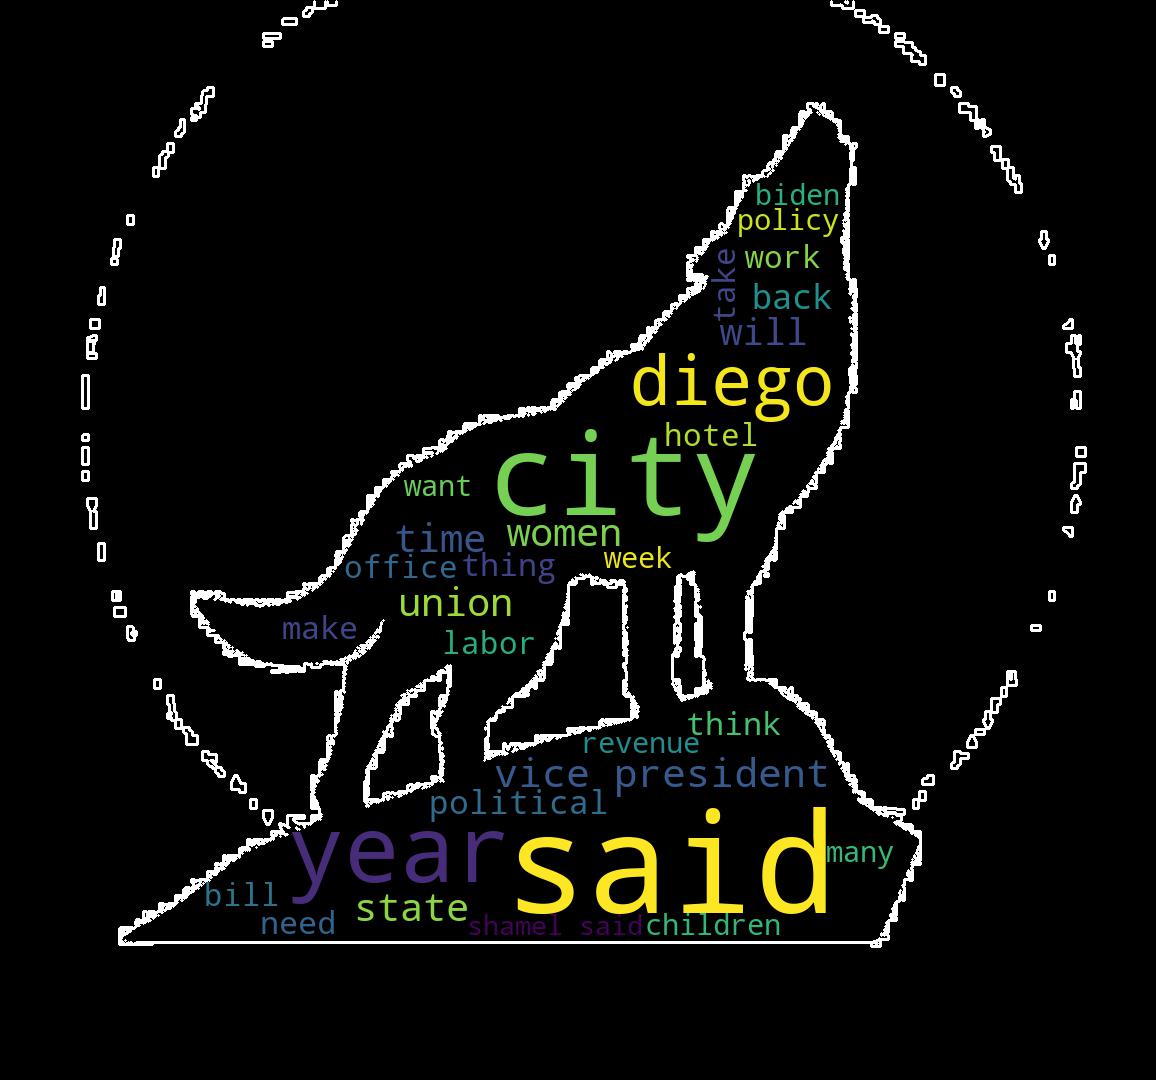 biden
policy
take
work
back
will
diego
hotel
city
want
women
time
week
office
thing
union
make
labor
think
revenue
vice president
political
year
said
many
bill
state
need
shamel said
children